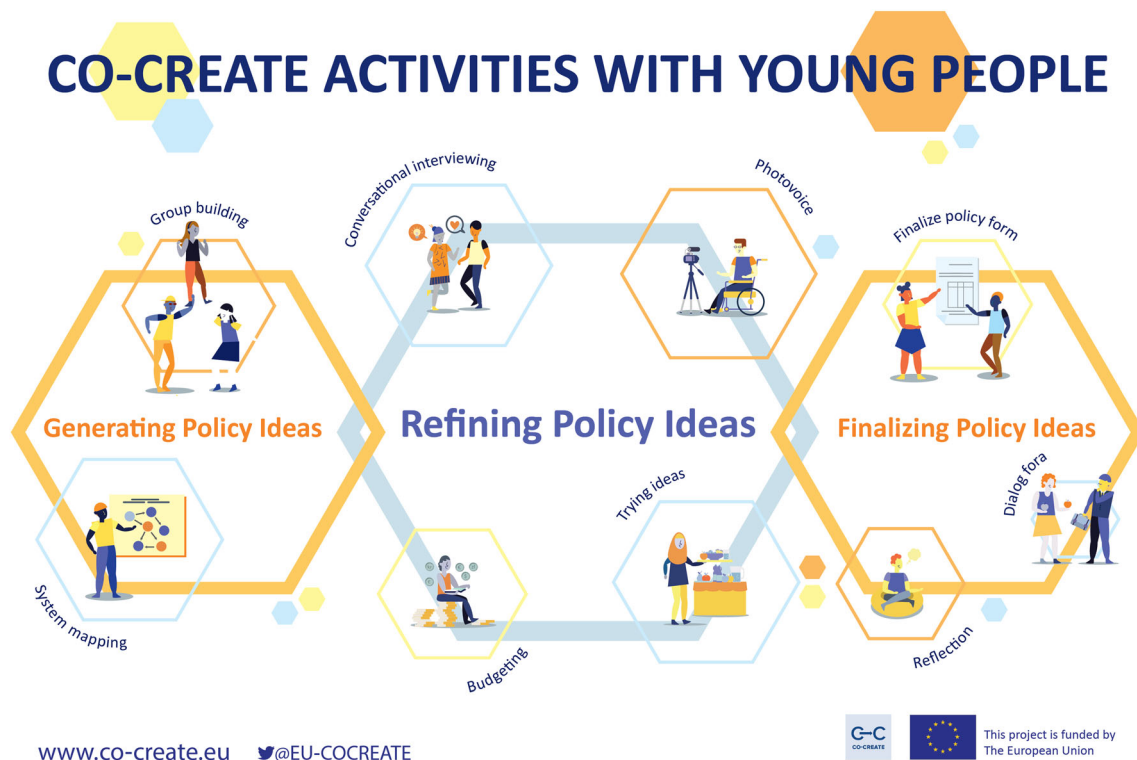 CO-CREATE ACTIVITIES WITH YOUNG PEOPLE
Group building
Generating Policy Ideas
System mapping
Conversational interviewing
Photovoice
Refining Policy Ideas
Budgeting
Trying ideas
Finalize policy form
Finalizing Policy Ideas
Dialog fora
Reflection
www.co-create.eu
@EU-COCREATE
C-C
CO-CREATE
This project is funded by
The European Union